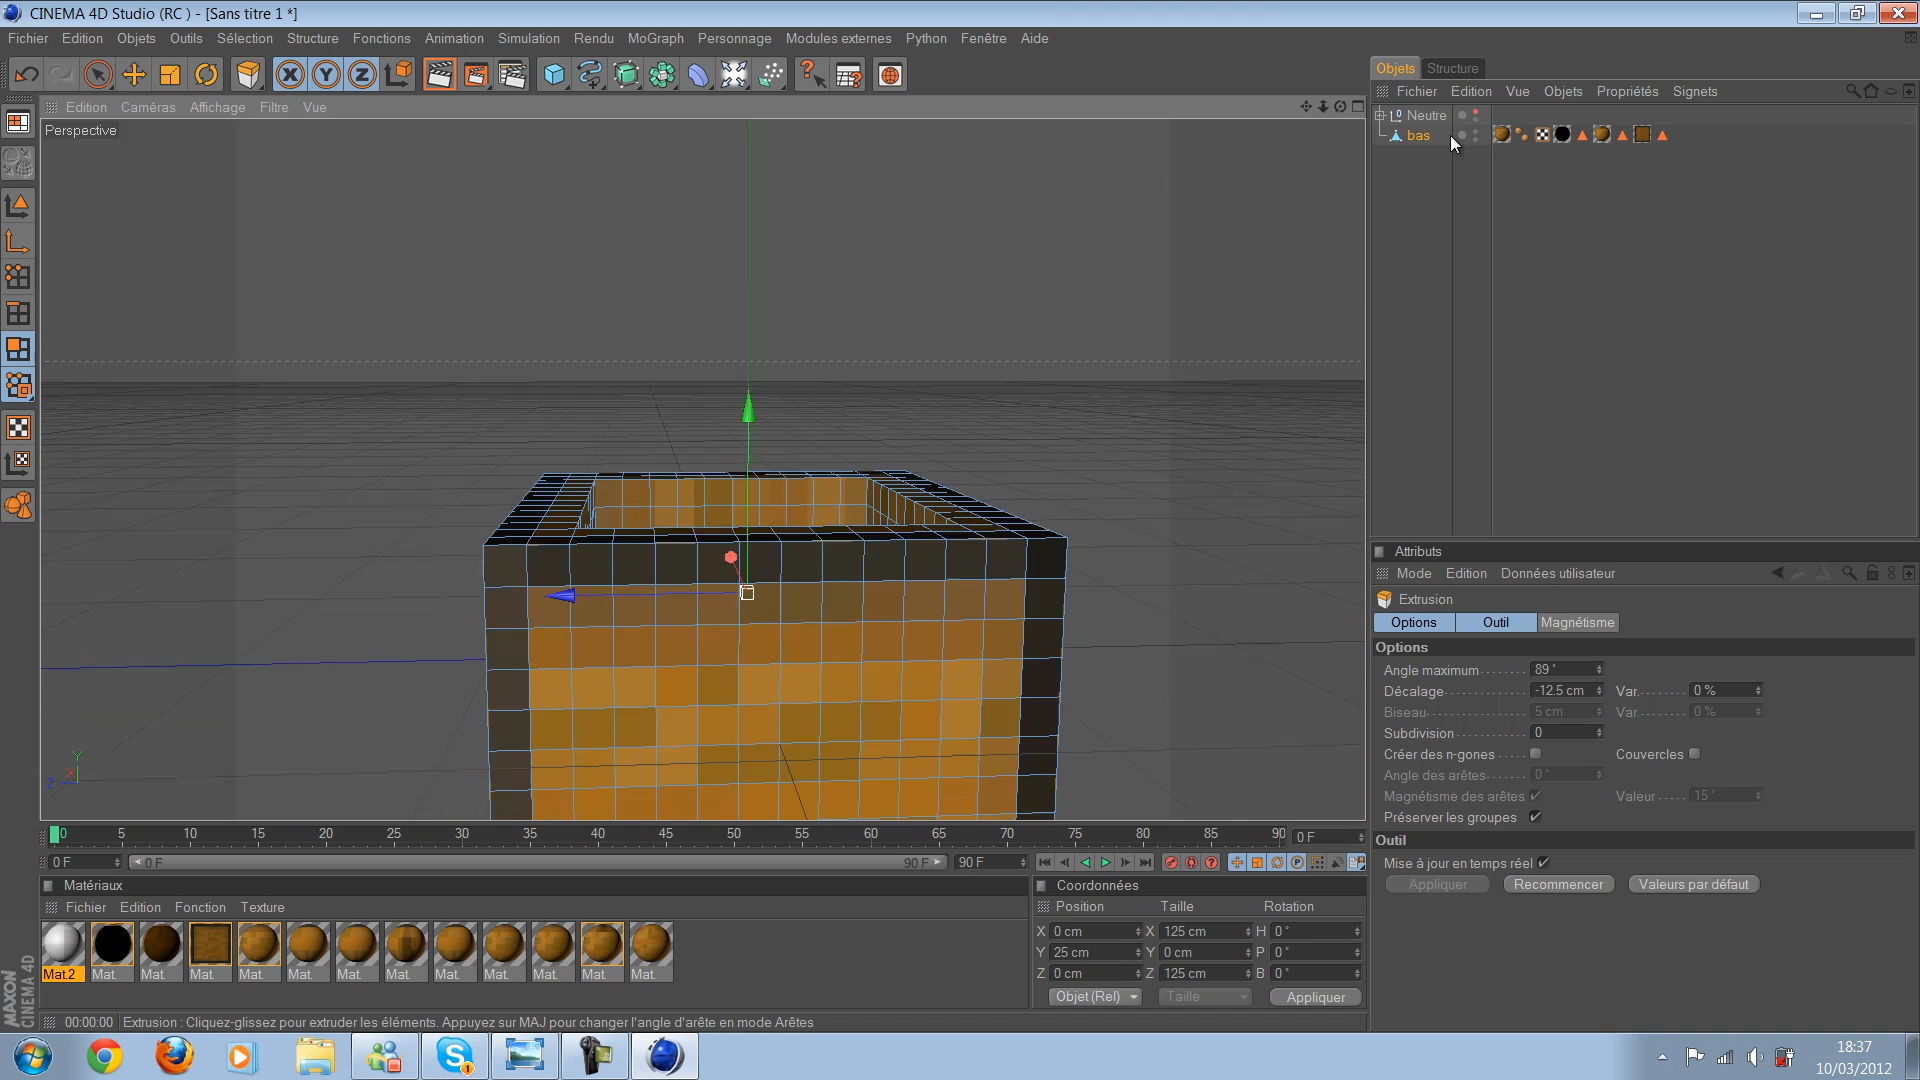 CINEMA 4D Studio (RC ) - [Sans titre 1 *]
Fichier Edition Objets Outils Sélection Structure Fonctions Animation Simulation Rendu MoGraph Personnage Modules externes Python Fenêtre Aide
X Y Z
Edition Caméras Affichage Filtre Vue
Perspective
Objets Structure
Fichier Edition Vue Objets Propriétés Signets
Neutre
bas
Attributs
Mode Edition Données utilisateur
Extrusion
Options Outil Magnétisme
Options
Angle maximum 89 °
Décalage -12.5 cm Var. 0 %
Biseau 5 cm Var. 0 %
Subdivision 0
Créer des n-gones Couvercles
Angle des arêtes 0 °
Magnétisme des arêtes Valeur 15 °
Préserver les groupes
Outil
Mise à jour en temps réel
Appliquer Recommencer Valeurs par défaut
Y
X
Z
0 5 10 15 20 25 30 35 40 45 50 55 60 65 70 75 80 85 90 0 F
0 F 0 F 90 F 90 F
Matériaux
Fichier Edition Fonction Texture
Mat.2 Mat. Mat. Mat. Mat. Mat. Mat. Mat. Mat. Mat. Mat. Mat. Mat.
Coordonnées
Position Taille Rotation
X 0 cm X 125 cm H 0 °
Y 25 cm Y 0 cm P 0 °
Z 0 cm Z 125 cm B 0 °
Objet (Rel) Taille Appliquer
MAXON
CINEMA 4D
00:00:00 Extrusion : Cliquez-glissez pour extruder les éléments. Appuyez sur MAJ pour changer l'angle d'arête en mode Arêtes
1
18:37
10/03/2012